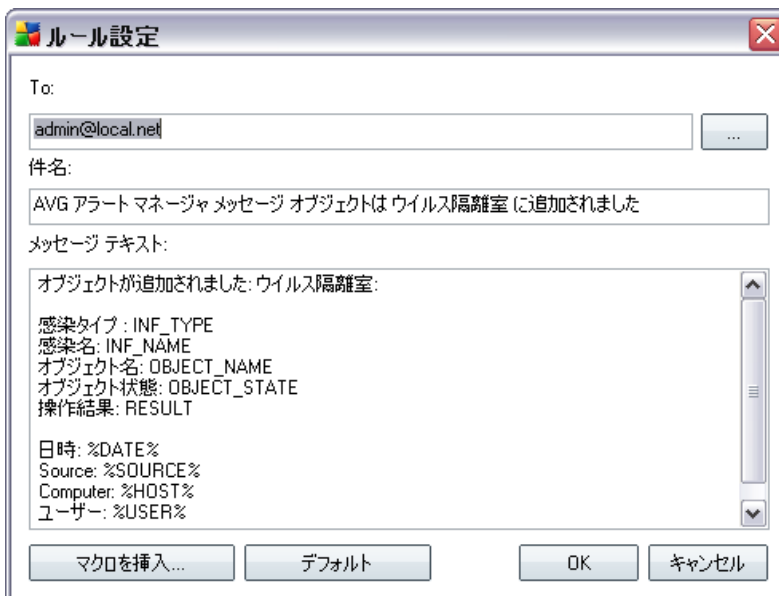 ルール設定
To:
admin@local.net
...
件名:
AVG アラート マネージャ メッセージ オブジェクトは ウイルス隔離室 に追加されました
メッセージ テキスト:
オブジェクトが追加されました: ウイルス隔離室:
感染タイプ : INF_TYPE
感染名: INF_NAME
オブジェクト名: OBJECT_NAME
オブジェクト状態: OBJECT_STATE
操作結果: RESULT
日時: %DATE%
Source: %SOURCE%
Computer: %HOST%
ユーザー: %USER%
マクロを挿入... デフォルト OK キャンセル